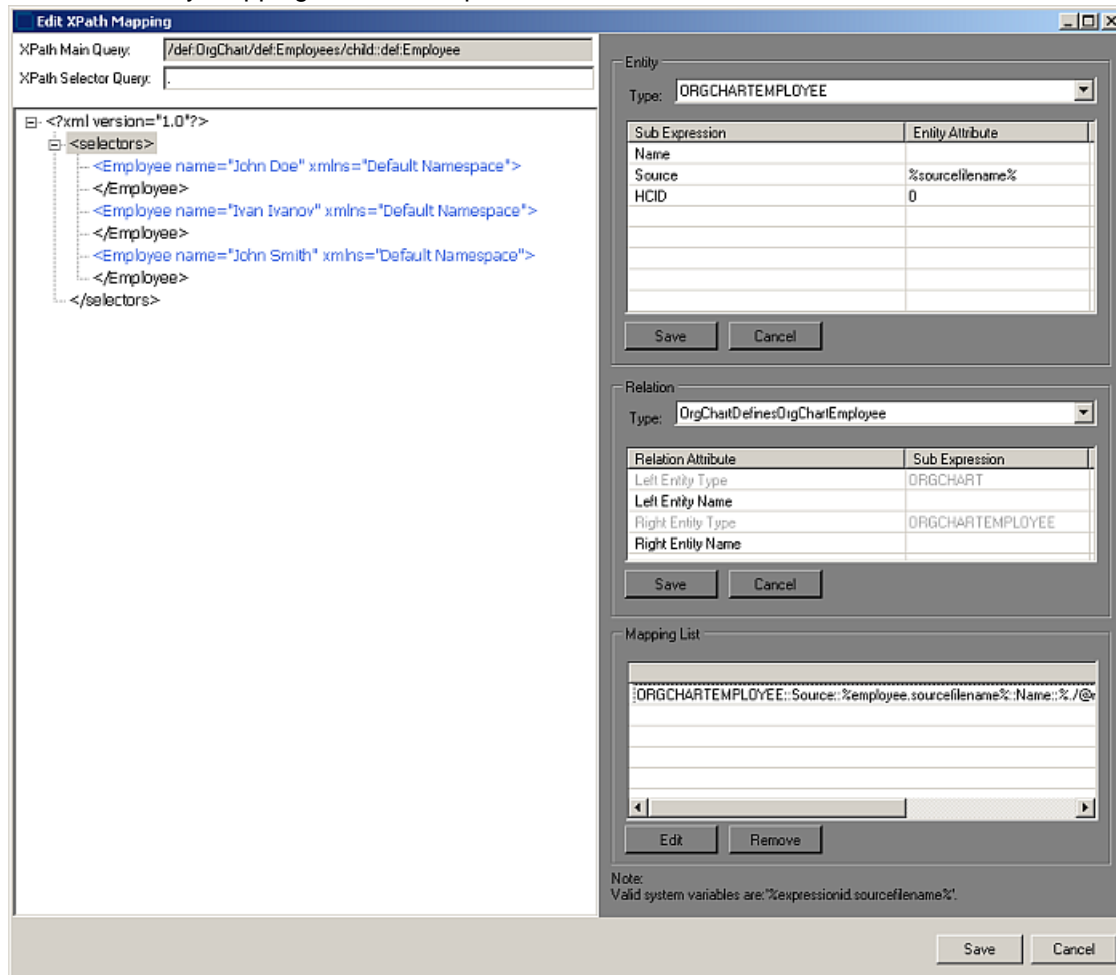 Edit XPath Mapping
XPath Main Query: /def:OrgChart/def:Employees/child::def:Employee
XPath Selector Query: .
<?xml version="1.0"?>
<selectors>
<Employee name="John Doe" xmlns="Default Namespace">
</Employee>
<Employee name="Ivan Ivanov" xmlns="Default Namespace">
</Employee>
<Employee name="John Smith" xmlns="Default Namespace">
</Employee>
</selectors>
Entity
Type: ORGCHARTEMPLOYEE
Sub Expression Entity Attribute
Name
Source %sourcefilename%
HCID 0
Save Cancel
Relation
Type: OrgChartDefinesOrgChartEmployee
Relation Attribute Sub Expression
Left Entity Type ORGCHART
Left Entity Name
Right Entity Type ORGCHARTEMPLOYEE
Right Entity Name
Save Cancel
Mapping List
ORGCHARTEMPLOYEE::Source::%employee.sourcefilename%::Name::%./@
Edit Remove
Note:
Valid system variables are:'%expressionid.sourcefilename%'.
Save Cancel